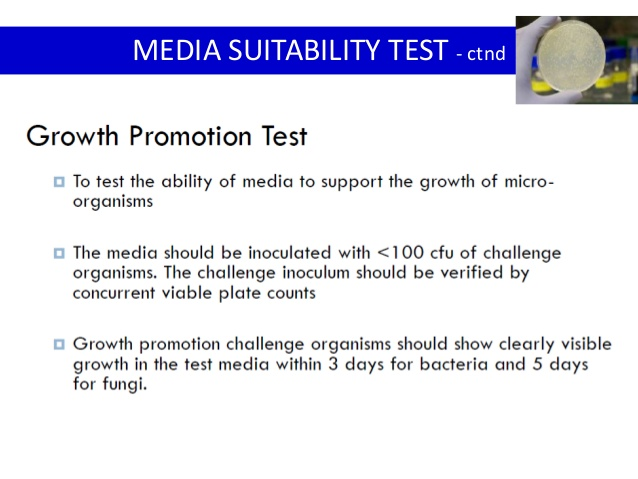 MEDIA SUITABILITY TEST - ctnd
Growth Promotion Test
To test the ability of media to support the growth of micro-
organisms
The media should be inoculated with <100 cfu of challenge
organisms. The challenge inoculum should be verified by
concurrent viable plate counts
Growth promotion challenge organisms should show clearly visible
growth in the test media within 3 days for bacteria and 5 days
for fungi.